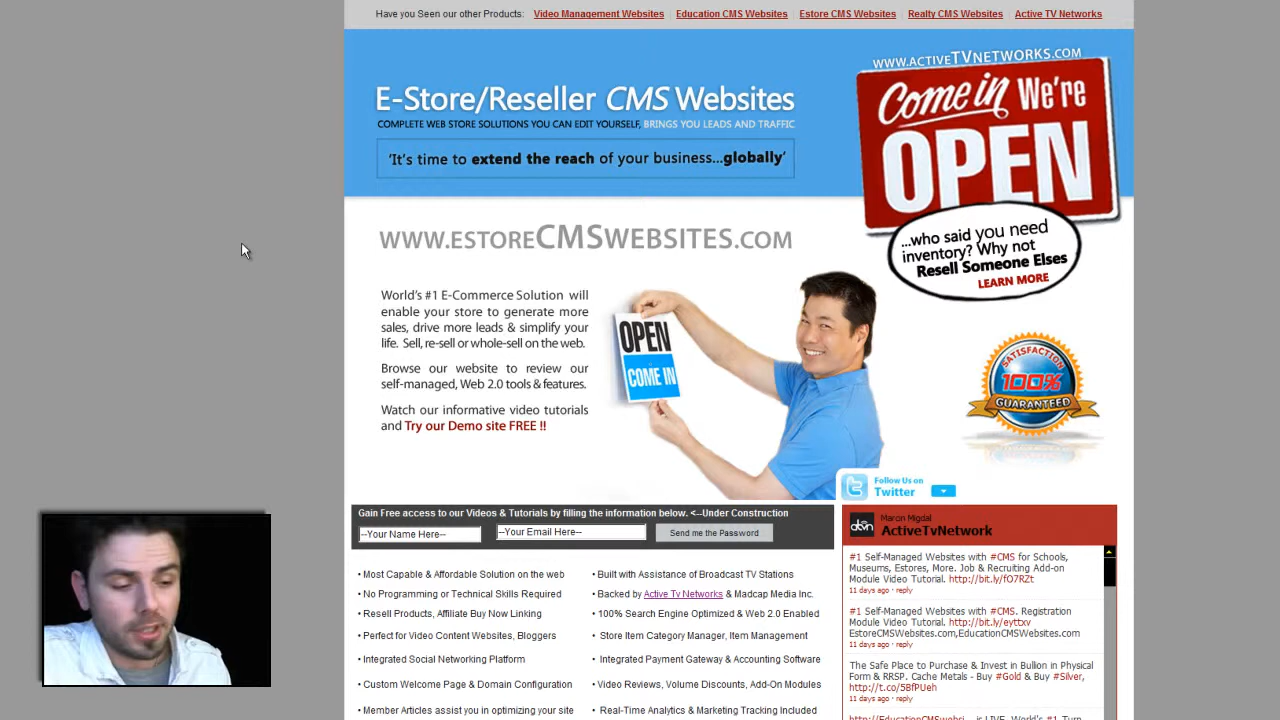 Have you Seen our other Products: Video Management Websites | Education CMS Websites | Estore CMS Websites | Realty CMS Websites | Active TV Networks
WWW.ACTIVETVNETWORKS.COM
Come in We're
OPEN
E-Store/Reseller CMS Websites
COMPLETE WEB STORE SOLUTIONS YOU CAN EDIT YOURSELF, BRINGS YOU LEADS AND TRAFFIC
'It's time to extend the reach of your business...globally'
...who said you need
inventory? Why not
Resell Someone Elses
LEARN MORE
WWW.ESTORECMSWEBSITES.COM
World's #1 E-Commerce Solution will
enable your store to generate more
sales, drive more leads & simplify your
life. Sell, re-sell or whole-sell on the web.
Browse our website to review our
self-managed, Web 2.0 tools & features.
Watch our informative video tutorials
and Try our Demo site FREE !!
OPEN
COME IN
SATISFACTION
100%
GUARANTEED
Follow Us on
Twitter
Gain Free access to our Videos & Tutorials by filling the information below. <--Under Construction
--Your Name Here--
--Your Email Here--
Send me the Password
• Most Capable & Affordable Solution on the web
• No Programming or Technical Skills Required
• Resell Products, Affiliate Buy Now Linking
• Perfect for Video Content Websites, Bloggers
• Integrated Social Networking Platform
• Custom Welcome Page & Domain Configuration
• Member Articles assist you in optimizing your site
• Built with Assistance of Broadcast TV Stations
• Backed by Active Tv Networks & Madcap Media Inc.
• 100% Search Engine Optimized & Web 2.0 Enabled
• Store Item Category Manager, Item Management
• Integrated Payment Gateway & Accounting Software
• Video Reviews, Volume Discounts, Add-On Modules
• Real-Time Analytics & Marketing Tracking Included
Marcin Migdal
ActiveTvNetwork
#1 Self-Managed Websites with #CMS for Schools,
Museums, Estores, More. Job & Recruiting Add-on
Module Video Tutorial. http://bit.ly/fO7RZt
11 days ago · reply
#1 Self-Managed Websites with #CMS. Registration
Module Video Tutorial. http://bit.ly/eyttxv
EstoreCMSWebsites.com,EducationCMSWebsites.com
11 days ago · reply
The Safe Place to Purchase & Invest in Bullion in Physical
Form & RRSP. Cache Metals - Buy #Gold & Buy #Silver,
http://t.co/5BfPUeh
11 days ago · reply